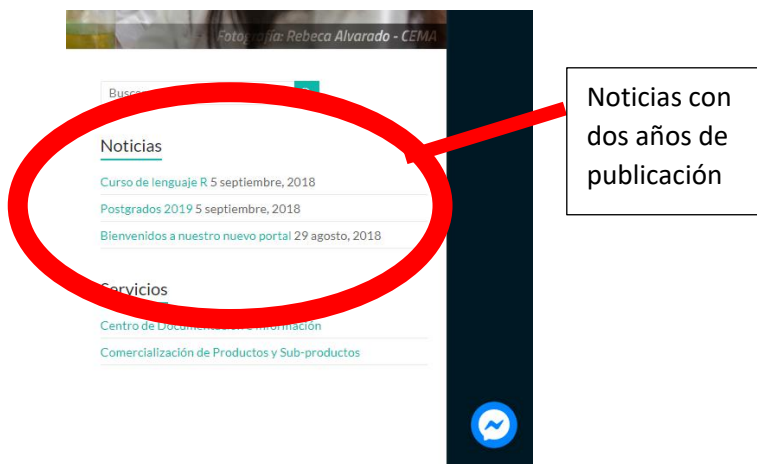 Fotografía: Rebeca Alvarado - CEMA
Noticias
Curso de lenguaje R 5 septiembre, 2018
Postgrados 2019 5 septiembre, 2018
Bienvenidos a nuestro nuevo portal 29 agosto, 2018
Servicios
Centro de Información
Comercialización de Productos y Sub-productos
Noticias con
dos años de
publicación